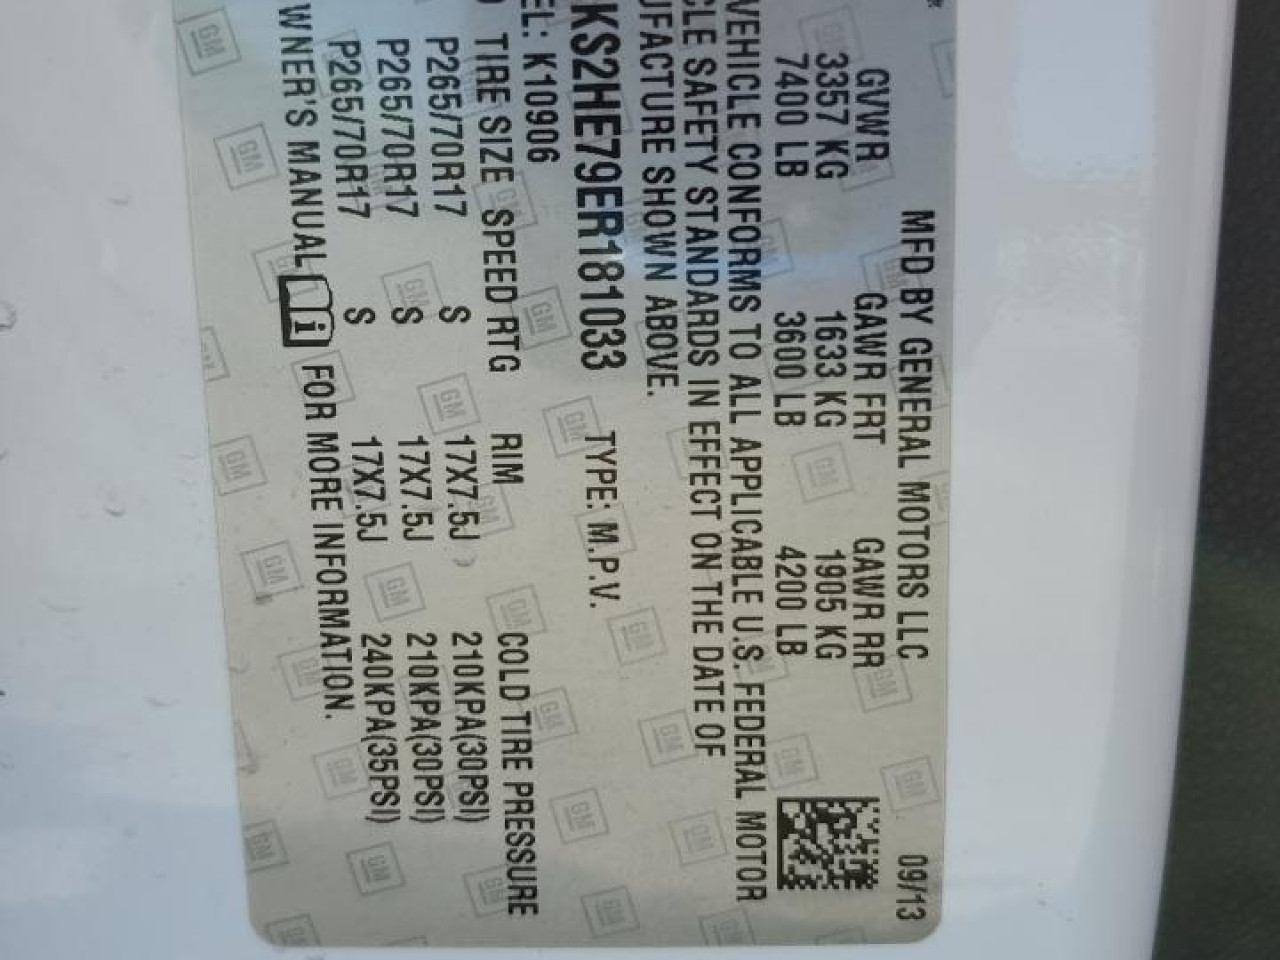 MFD BY GENERAL MOTORS LLC 09/13
GVWR GAWR FRT GAWR RR
3357 KG 1633 KG 1905 KG
7400 LB 3600 LB 4200 LB
VEHICLE CONFORMS TO ALL APPLICABLE U.S. FEDERAL MOTOR
CLE SAFETY STANDARDS IN EFFECT ON THE DATE OF
UFACTURE SHOWN ABOVE.
KS2HE79ER181033 TYPE: M.P.V.
EL: K10906
TIRE SIZE SPEED RTG RIM COLD TIRE PRESSURE
P265/70R17 S 17X7.5J 210KPA(30PSI)
P265/70R17 S 17X7.5J 210KPA(30PSI)
P265/70R17 S 17X7.5J 240KPA(35PSI)
WNER'S MANUAL i FOR MORE INFORMATION.